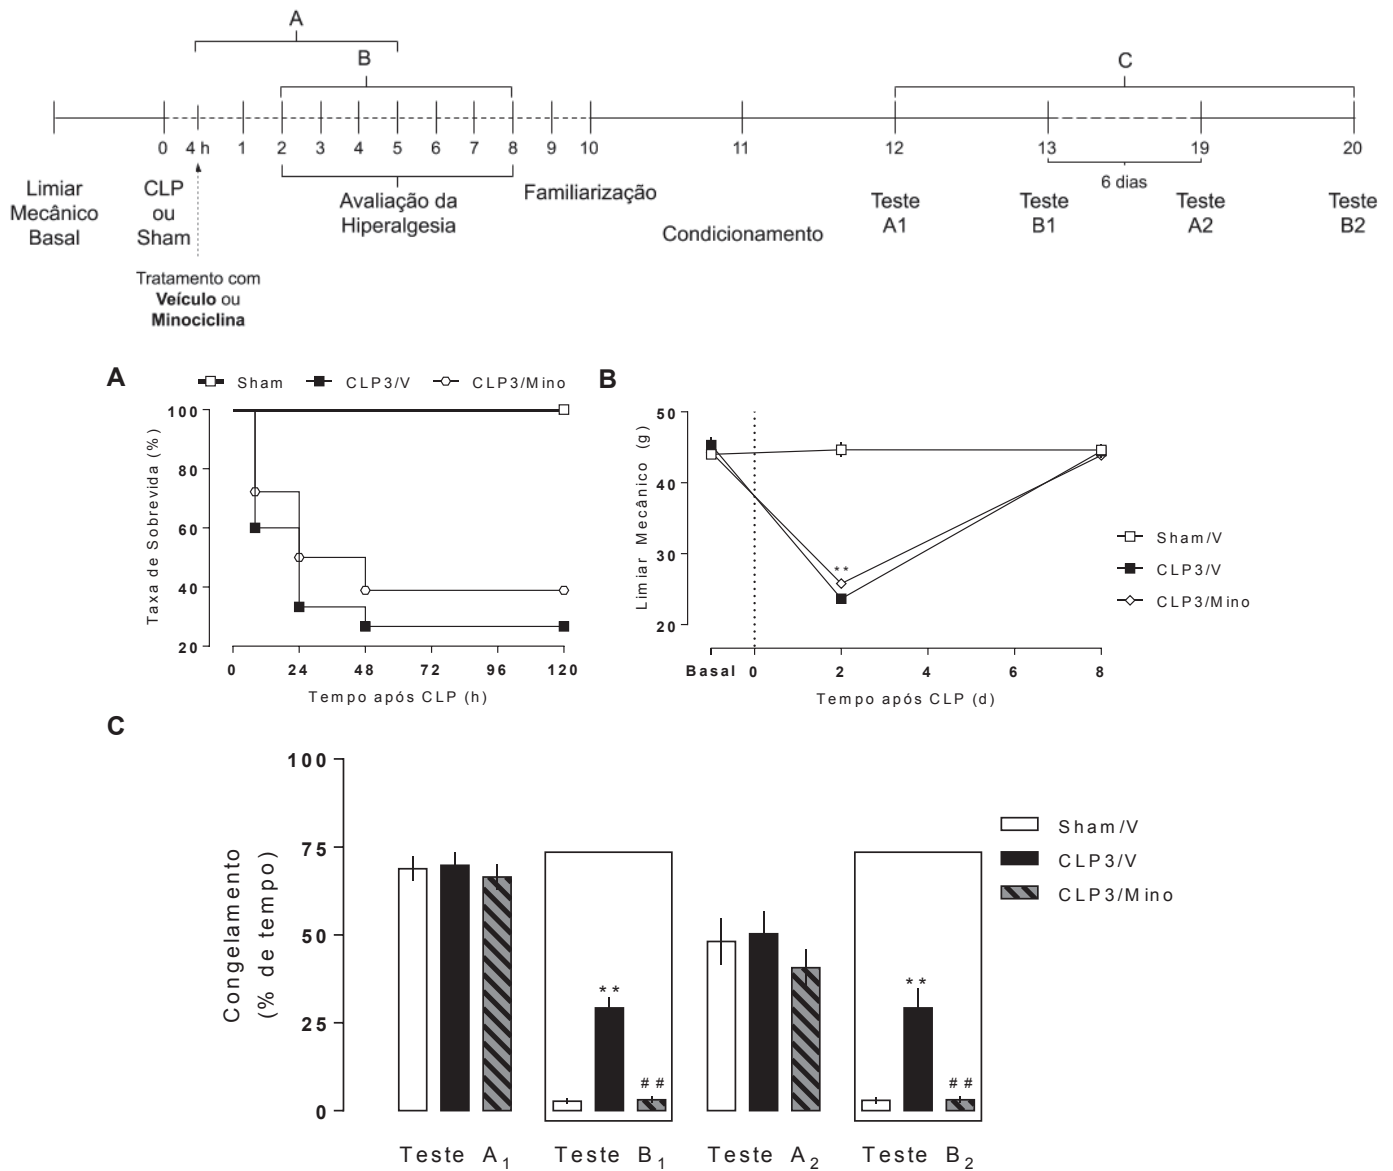 A
B
C
0 4 h 1 2 3 4 5 6 7 8 9 10 11 12 13 19 20
6 dias
Limiar
Mecânico
Basal
CLP
ou
Sham
Avaliação da
Hiperalgesia
Familiarização
Condicionamento
Teste
A1
Teste
B1
Teste
A2
Teste
B2
Tratamento com
Veículo ou
Minociclina
A
Sham CLP3/V CLP3/Mino
Taxa de Sobrevida (%)
100
80
60
40
20
0 24 48 72 96 120
Tempo após CLP (h)
B
Limiar Mecânico (g)
50
40
30
20
**
Basal 0 2 4 6 8
Tempo após CLP (d)
Sham/V
CLP3/V
CLP3/Mino
C
Congelamento
(% de tempo)
100
75
50
25
0
**
##
**
##
Teste A1 Teste B1 Teste A2 Teste B2
Sham/V
CLP3/V
CLP3/Mino